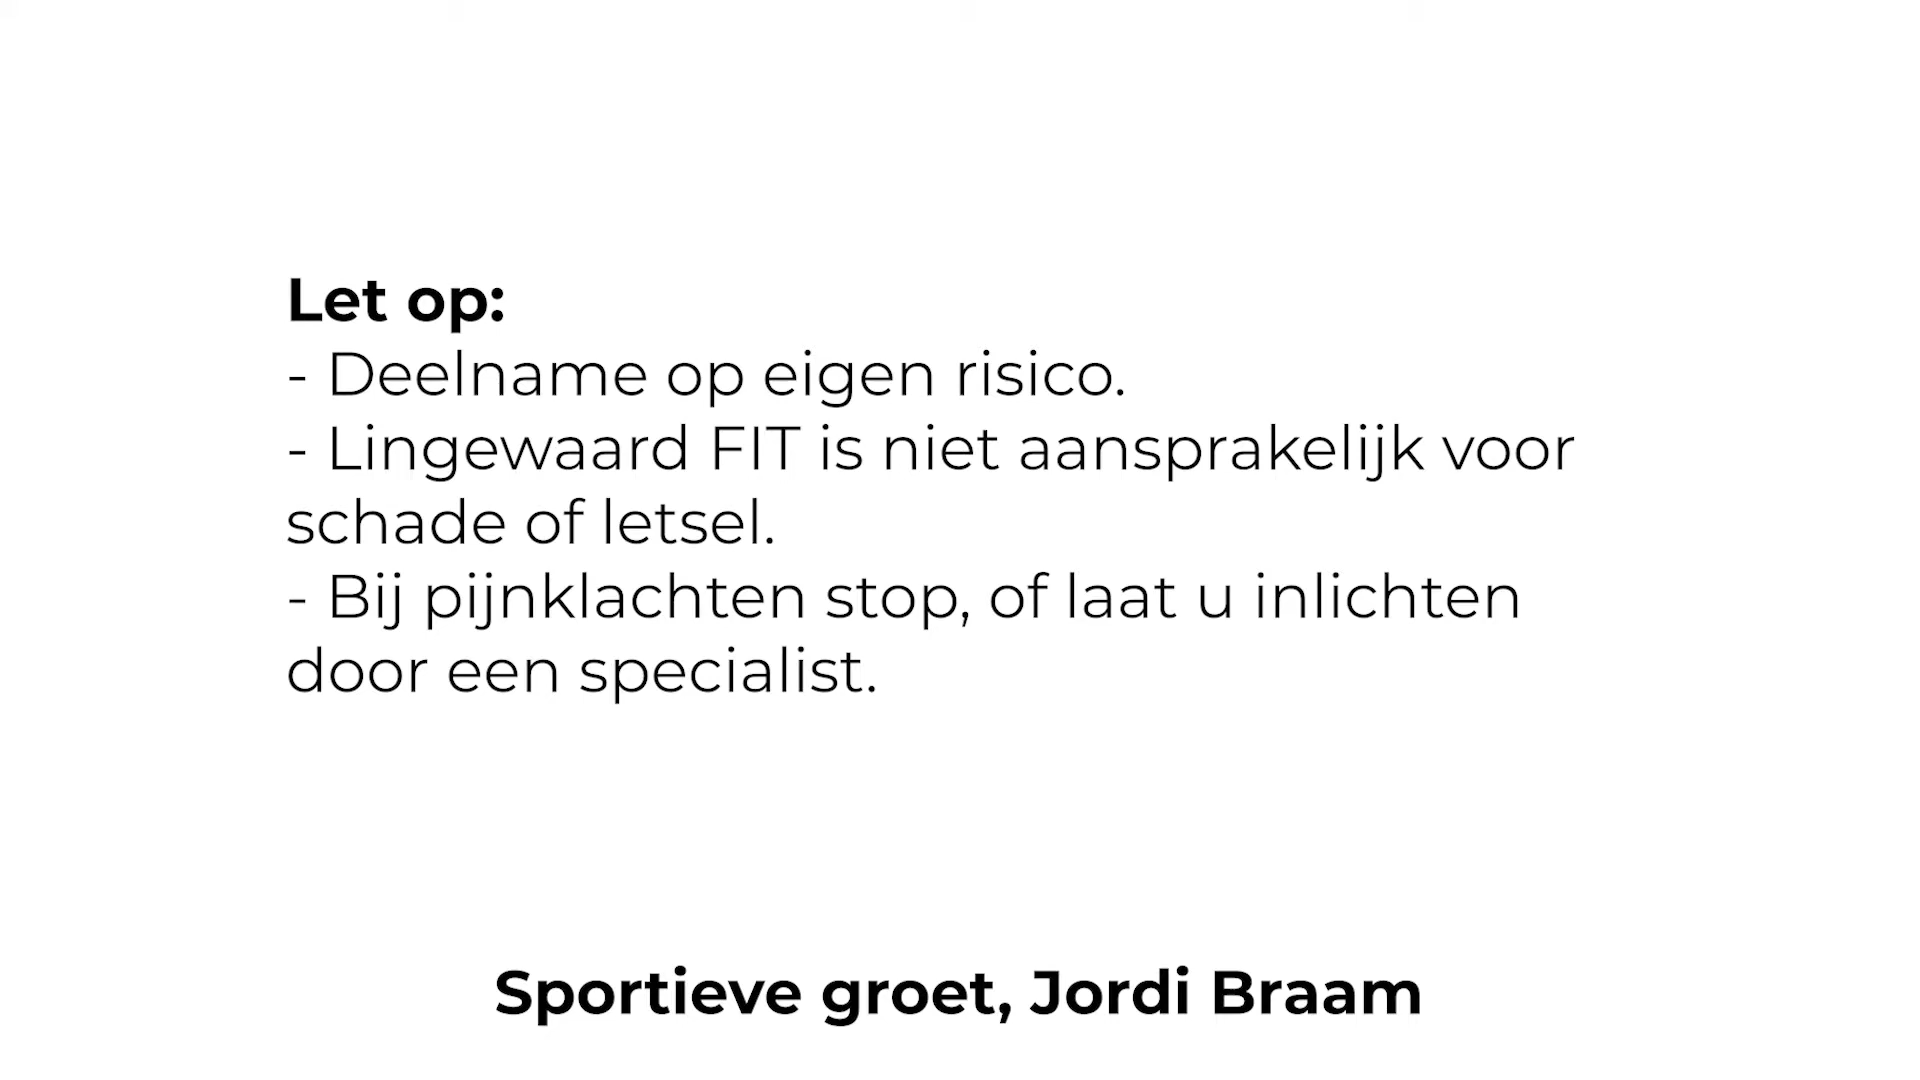 Let op:
- Deelname op eigen risico.
- Lingewaard FIT is niet aansprakelijk voor
schade of letsel.
- Bij pijnklachten stop, of laat u inlichten
door een specialist.
Sportieve groet, Jordi Braam